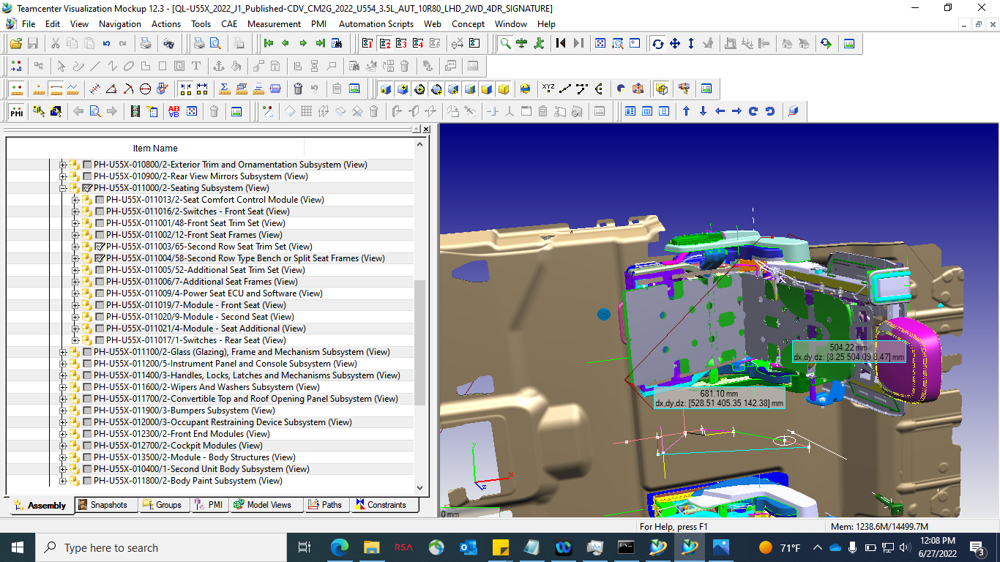 Teamcenter Visualization Mockup 12.3 - [QL-U55X_2022_J1_Published-CDV_CM2G_2022_U554_3.5L_AUT_10R80_LHD_2WD_4DR_SIGNATURE]
File Edit View Navigation Actions Tools CAE Measurement PMI Automation Scripts Web Concept Window Help
XYZ
PMI
Item Name
PH-U55X-010800/2-Exterior Trim and Ornamentation Subsystem (View)
PH-U55X-010900/2-Rear View Mirrors Subsystem (View)
PH-U55X-011000/2-Seating Subsystem (View)
PH-U55X-011013/2-Seat Comfort Control Module (View)
PH-U55X-011016/2-Switches - Front Seat (View)
PH-U55X-011001/48-Front Seat Trim Set (View)
PH-U55X-011002/12-Front Seat Frames (View)
PH-U55X-011003/65-Second Row Seat Trim Set (View)
PH-U55X-011004/58-Second Row Type Bench or Split Seat Frames (View)
PH-U55X-011005/52-Additional Seat Trim Set (View)
PH-U55X-011006/7-Additional Seat Frames (View)
PH-U55X-011009/4-Power Seat ECU and Software (View)
PH-U55X-011019/7-Module - Front Seat (View)
PH-U55X-011020/9-Module - Second Seat (View)
PH-U55X-011021/4-Module - Seat Additional (View)
PH-U55X-011017/1-Switches - Rear Seat (View)
PH-U55X-011100/2-Glass (Glazing), Frame and Mechanism Subsystem (View)
PH-U55X-011200/5-Instrument Panel and Console Subsystem (View)
PH-U55X-011400/3-Handles, Locks, Latches and Mechanisms Subsystem (View)
PH-U55X-011600/2-Wipers And Washers Subsystem (View)
PH-U55X-011700/2-Convertible Top and Roof Opening Panel Subsystem (View)
PH-U55X-011900/3-Bumpers Subsystem (View)
PH-U55X-012000/3-Occupant Restraining Device Subsystem (View)
PH-U55X-012300/2-Front End Modules (View)
PH-U55X-012700/2-Cockpit Modules (View)
PH-U55X-013500/2-Module - Body Structures (View)
PH-U55X-010400/1-Second Unit Body Subsystem (View)
PH-U55X-011800/2-Body Paint Subsystem (View)
Assembly Snapshots Groups PMI Model Views Paths Constraints
504.22 mm
dx,dy,dz: [8.25 504.09 8.47] mm
681.10 mm
dx,dy,dz: [528.51 405.35 142.38] mm
Y
X
Z
0 mm
For Help, press F1
Mem: 1238.6M/14499.7M
Type here to search
RSA
71°F
12:08 PM
6/27/2022
3